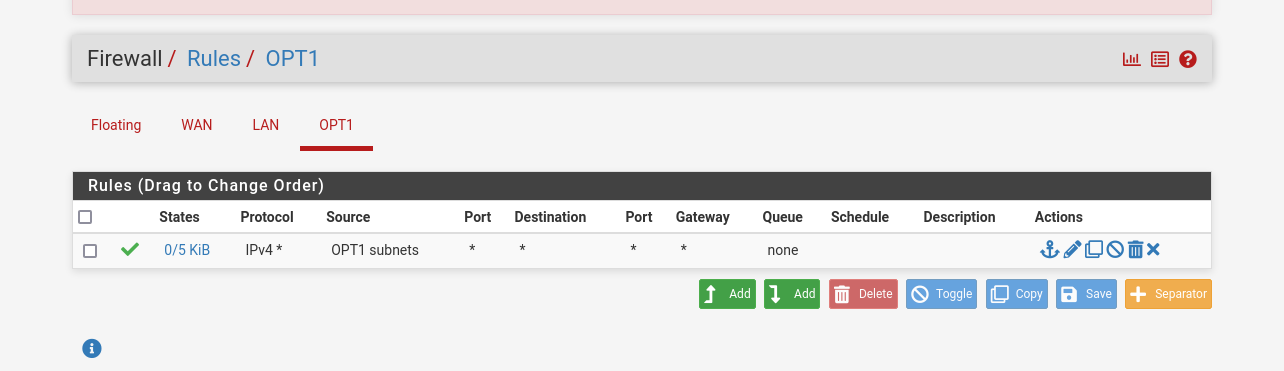 Firewall / Rules / OPT1
Floating WAN LAN OPT1
Rules (Drag to Change Order)
States Protocol Source Port Destination Port Gateway Queue Schedule Description Actions
0/5 KiB IPv4 * OPT1 subnets * * * * none
Add Add Delete Toggle Copy Save Separator